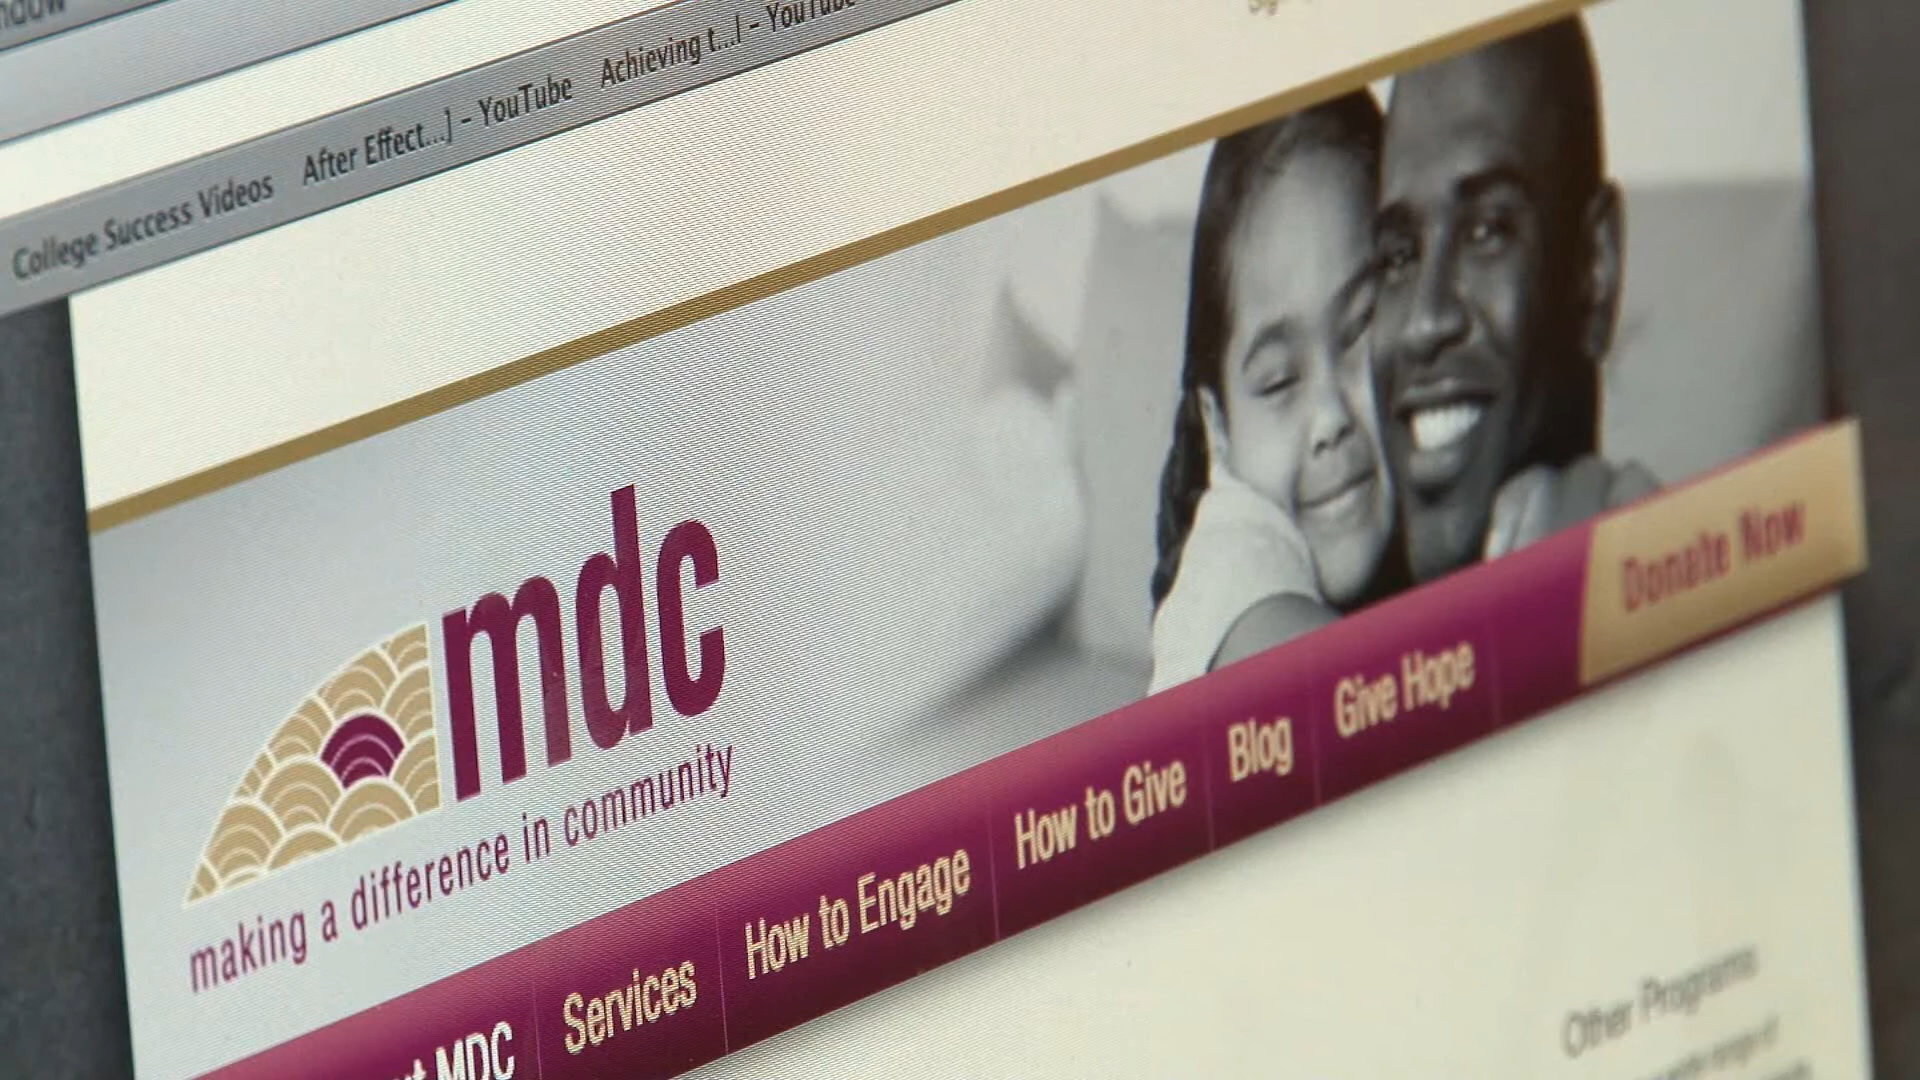 College Success Videos After Effect...] – YouTube Achieving t...l – YouTube
mdc
making a difference in community
MDC Services How to Engage How to Give Blog Give Hope Donate Now
Other Programs